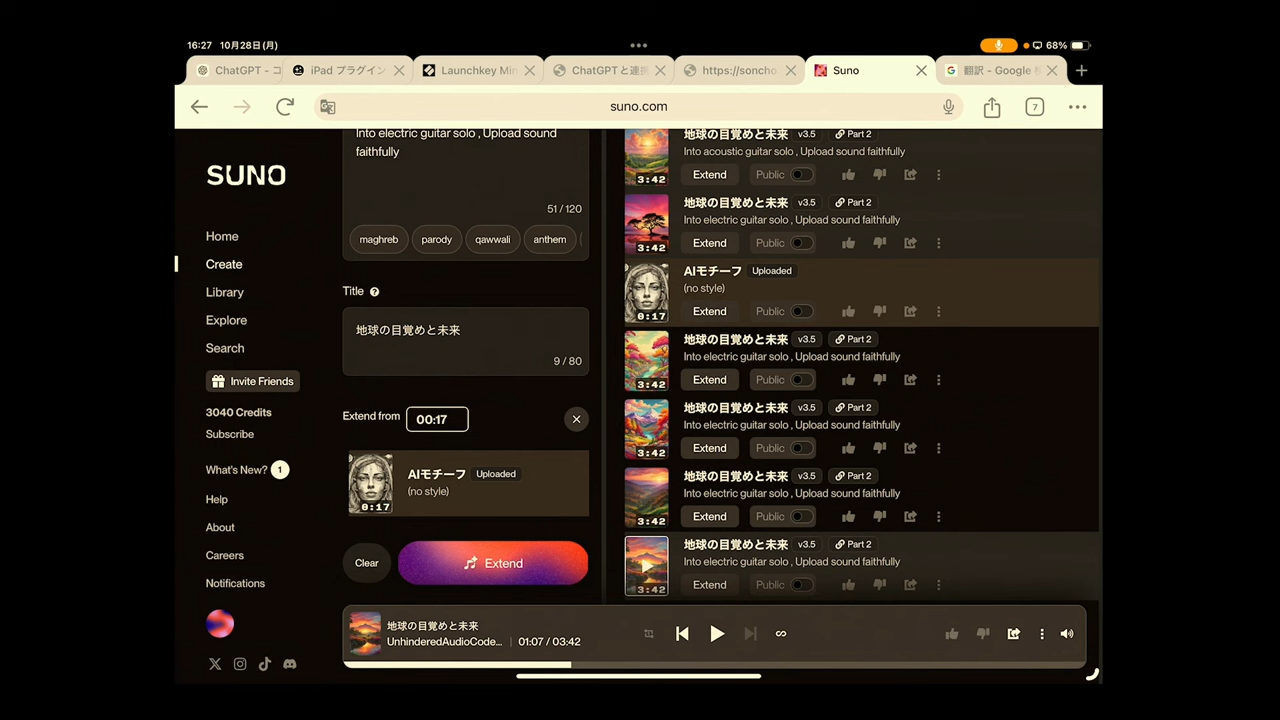 16:27 10月28日(月)
68%
ChatGPT - コ
iPad プラグイン
Launchkey Min
ChatGPT と連携
https://soncho
Suno
翻訳 - Google
suno.com
7
SUNO
Home
Create
Library
Explore
Search
Invite Friends
3040 Credits
Subscribe
What's New? 1
Help
About
Careers
Notifications
Into electric guitar solo , Upload sound
faithfully
51 / 120
maghreb
parody
qawwali
anthem
Title
地球の目覚めと未来
9 / 80
Extend from 00:17
AIモチーフ Uploaded
(no style)
0:17
Clear
Extend
地球の目覚めと未来 v3.5 Part 2
Into acoustic guitar solo , Upload sound faithfully
3:42
Extend Public
地球の目覚めと未来 v3.5 Part 2
Into electric guitar solo , Upload sound faithfully
3:42
Extend Public
AIモチーフ Uploaded
(no style)
0:17
Extend Public
地球の目覚めと未来 v3.5 Part 2
Into electric guitar solo , Upload sound faithfully
3:42
Extend Public
地球の目覚めと未来 v3.5 Part 2
Into electric guitar solo , Upload sound faithfully
3:42
Extend Public
地球の目覚めと未来 v3.5 Part 2
Into electric guitar solo , Upload sound faithfully
3:42
Extend Public
地球の目覚めと未来 v3.5 Part 2
Into electric guitar solo , Upload sound faithfully
3:42
Extend Public
地球の目覚めと未来
UnhinderedAudioCode... | 01:07 / 03:42